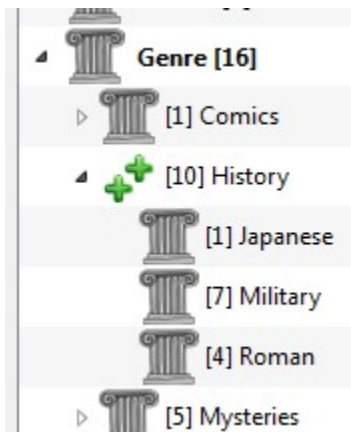 Genre [16]
[1] Comics
[10] History
[1] Japanese
[7] Military
[4] Roman
[5] Mysteries